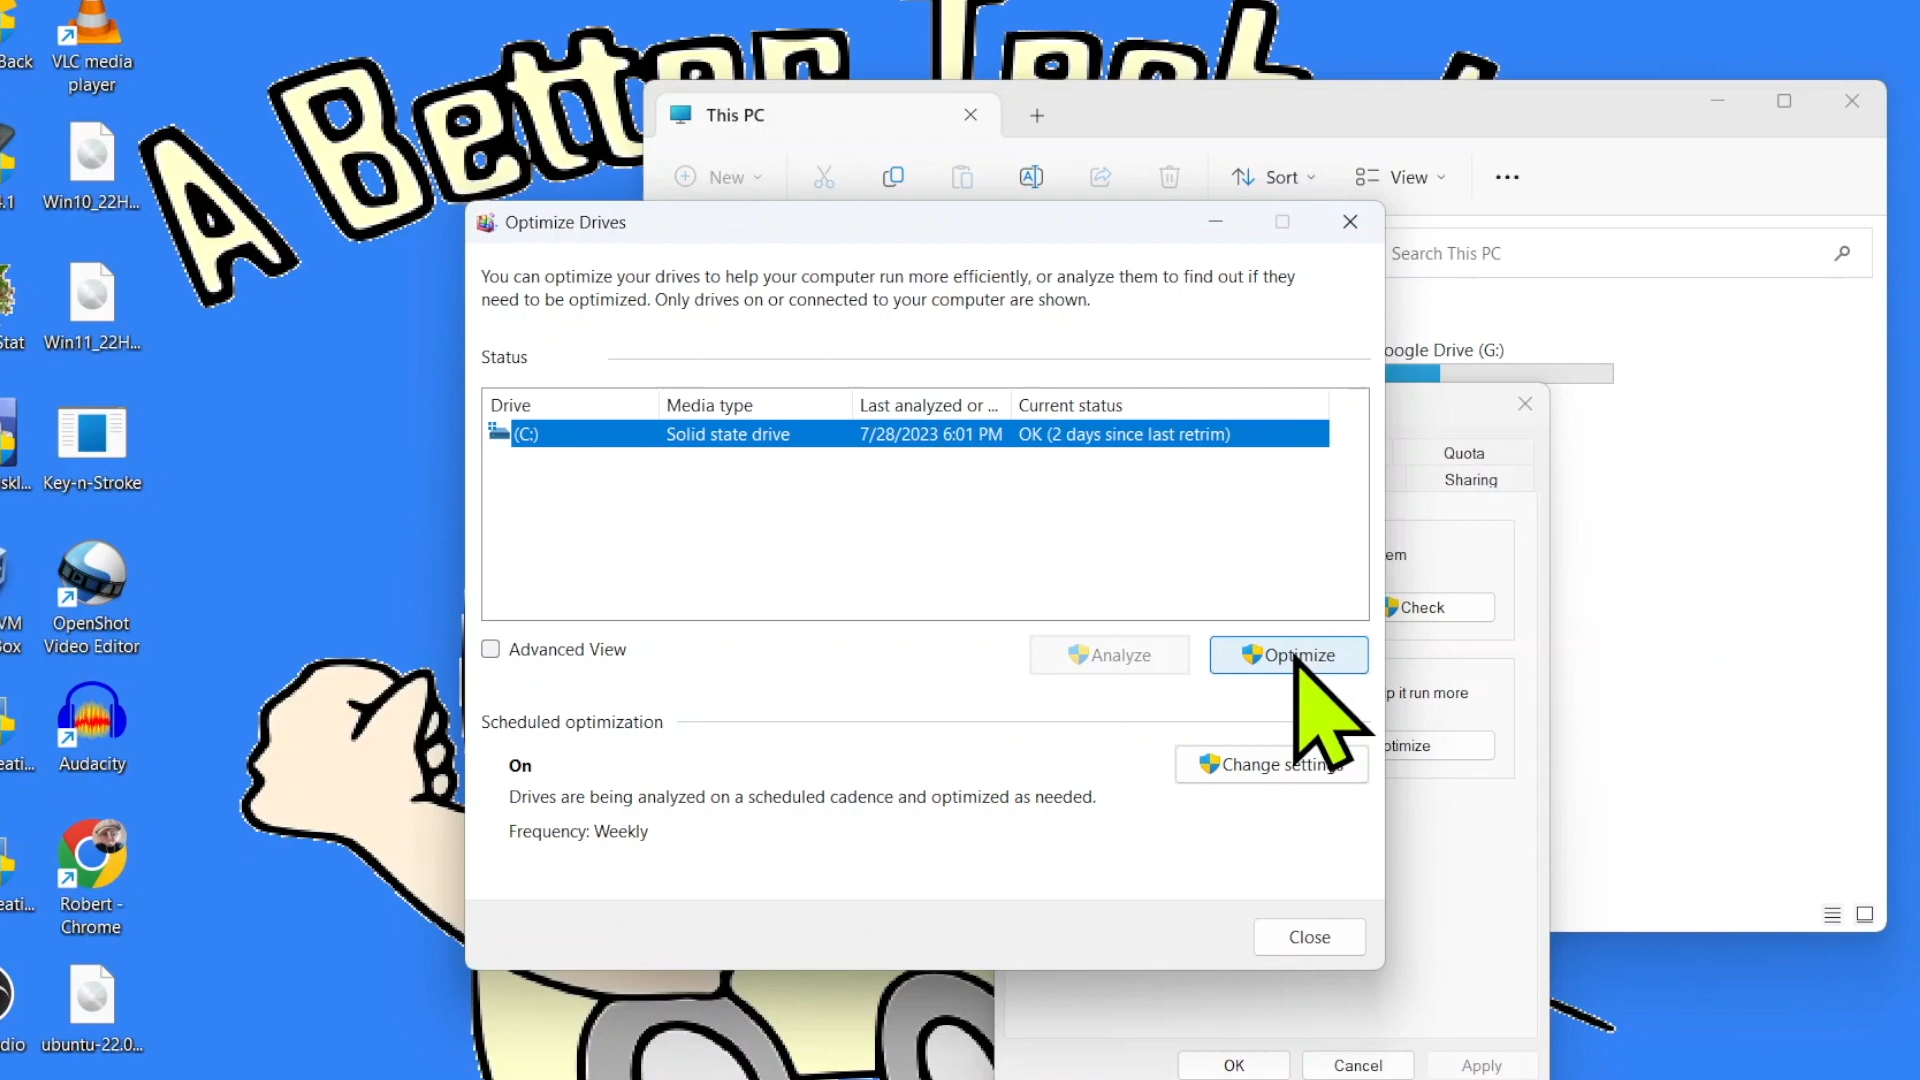 A Better Tech
Back
VLC media
player
Win10_22H...
Stat
Win11_22H...
Key-n-Stroke
VM
OpenShot
Video Editor
Audacity
Robert -
Chrome
ubuntu-22.0...
This PC
New
Sort
View
Search This PC
oogle Drive (G:)
Optimize Drives
You can optimize your drives to help your computer run more efficiently, or analyze them to find out if they
need to be optimized. Only drives on or connected to your computer are shown.
Status
Drive Media type Last analyzed or ... Current status
(C:) Solid state drive 7/28/2023 6:01 PM OK (2 days since last retrim)
Advanced View
Analyze
Optimize
Scheduled optimization
On
Change setting
Drives are being analyzed on a scheduled cadence and optimized as needed.
Frequency: Weekly
Close
Quota
Sharing
em
Check
p it run more
ptimize
OK
Cancel
Apply